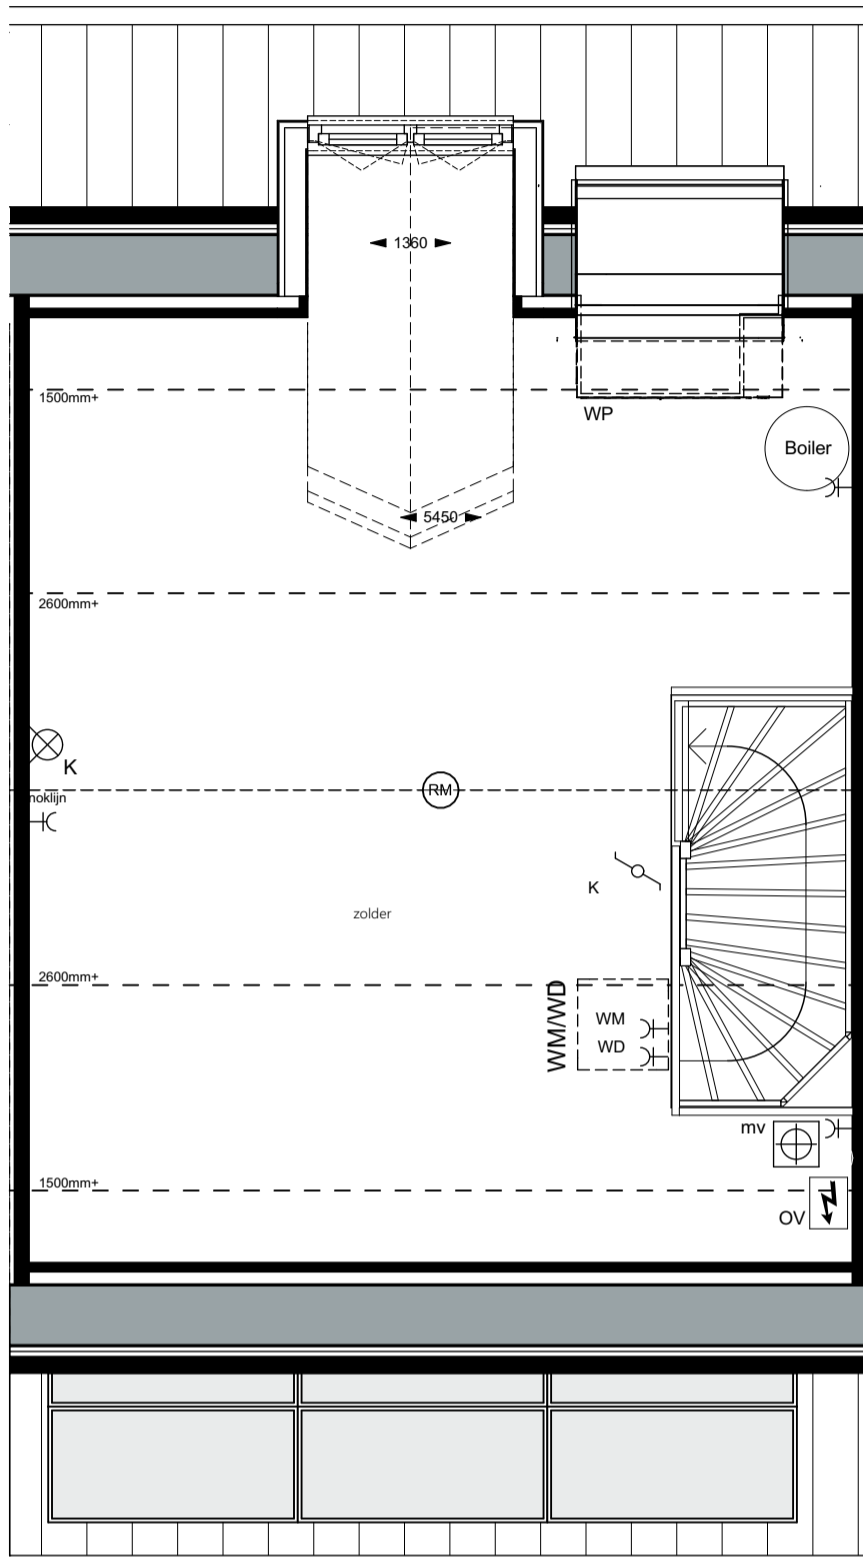 1360
1500mm+
WP
Boiler
5450
2600mm+
K
noklijn
RM
K
zolder
2600mm+
WM/WD
WM
WD
mv
1500mm+
OV